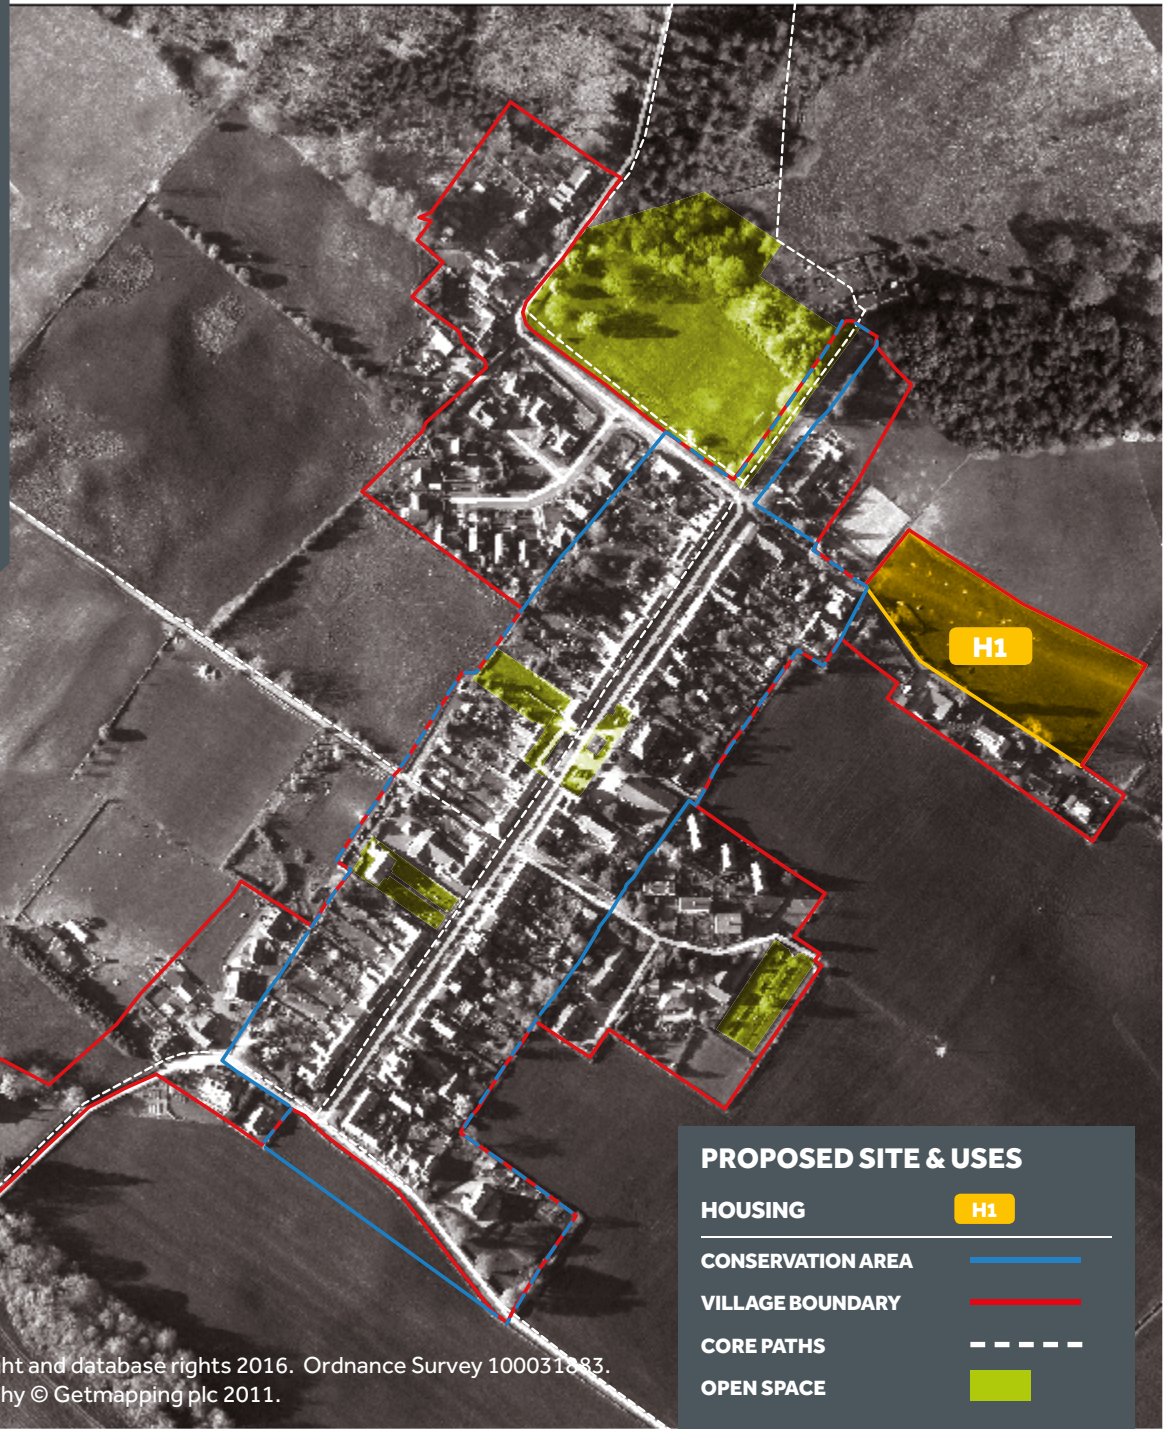 H1
PROPOSED SITE & USES
HOUSING H1
CONSERVATION AREA
VILLAGE BOUNDARY
CORE PATHS
OPEN SPACE
ht and database rights 2016. Ordnance Survey 100031883.
hy © Getmapping plc 2011.